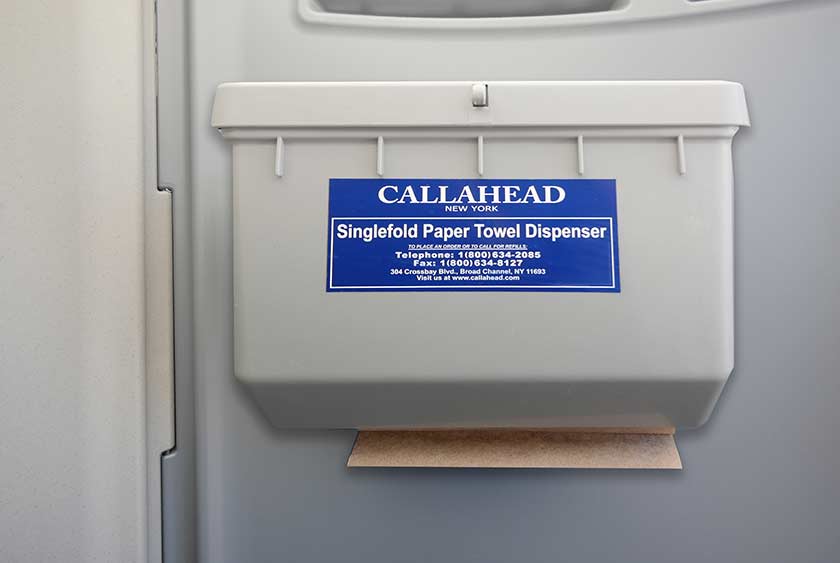 CALLAHEAD
NEW YORK
Singlefold Paper Towel Dispenser
TO PLACE AN ORDER OR TO CALL FOR REFILLS:
Telephone: 1(800)634-2085
Fax: 1(800)634-8127
304 Crossbay Blvd., Broad Channel, NY 11693
Visit us at www.callahead.com